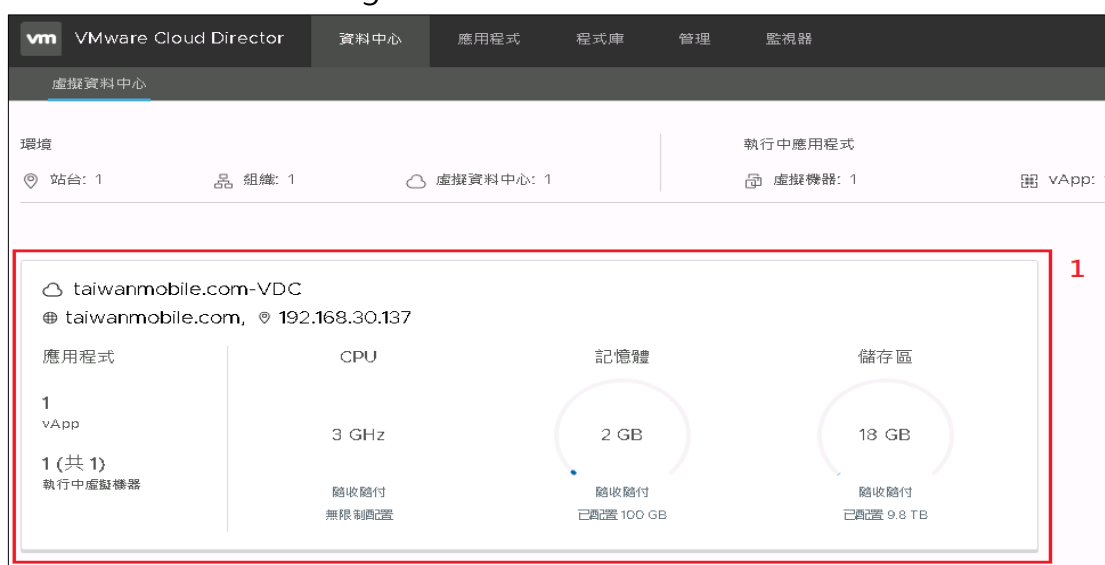 vm VMware Cloud Director 資料中心 應用程式 程式庫 管理 監視器
虛擬資料中心
環境 執行中應用程式
站台: 1 組織: 1 虛擬資料中心: 1 虛擬機器: 1 vApp:
1
taiwanmobile.com-VDC
taiwanmobile.com, 192.168.30.137
應用程式 CPU 記憶體 儲存區
1
vApp
3 GHz 2 GB 18 GB
1 (共 1)
執行中虛擬機器
隨收隨付 隨收隨付 隨收隨付
無限制配置 已配置 100 GB 已配置 9.8 TB